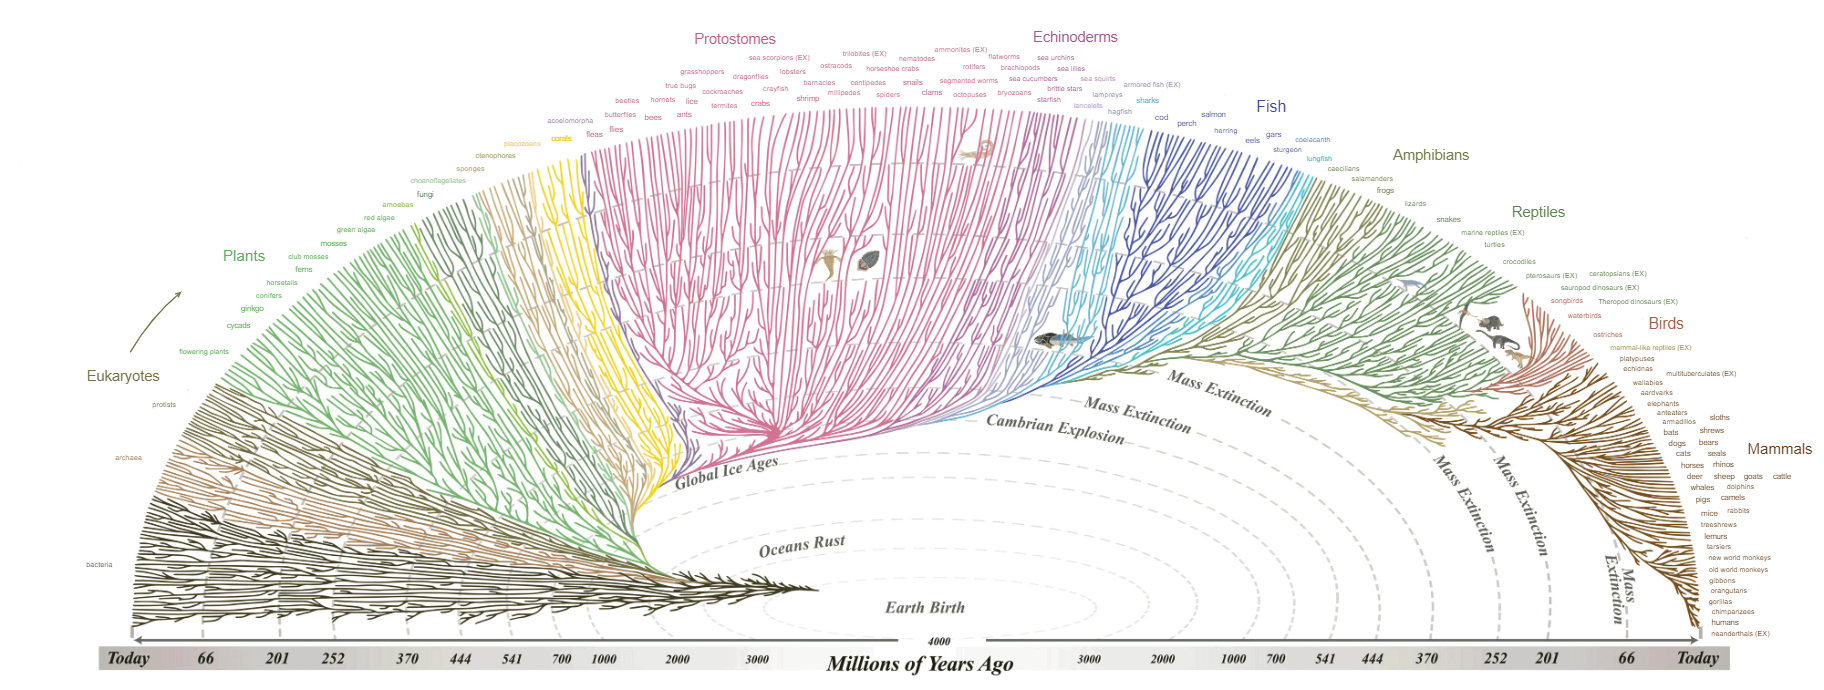 Protostomes
Echinoderms
Fish
Amphibians
Reptiles
Birds
Mammals
Plants
Eukaryotes
bacteria
archaea
protists
flowering plants
cycads
ginkgo
conifers
horsetails
ferns
club mosses
mosses
green algae
red algae
amoebas
fungi
choanoflagellates
sponges
ctenophores
placozoans
corals
acoelomorpha
fleas
flies
butterflies
beetles
bees
hornets
true bugs
ants
lice
grasshoppers
termites
cockroaches
dragonflies
sea scorpions (EX)
crabs
crayfish
lobsters
shrimp
barnacles
ostracods
trilobites (EX)
millipedes
centipedes
horseshoe crabs
spiders
snails
nematodes
clams
segmented worms
ammonites (EX)
octopuses
rotifers
flatworms
bryozoans
brachiopods
sea cucumbers
sea urchins
starfish
brittle stars
sea lilies
sea squirts
lancelets
lampreys
hagfish
armored fish (EX)
sharks
cod
perch
salmon
herring
eels
gars
sturgeon
coelacanth
lungfish
caecilians
salamanders
frogs
lizards
snakes
marine reptiles (EX)
turtles
crocodiles
pterosaurs (EX)
ceratopsians (EX)
sauropod dinosaurs (EX)
songbirds
Theropod dinosaurs (EX)
waterbirds
ostriches
mammal-like reptiles (EX)
platypuses
echidnas
multituberculates (EX)
wallabies
aardvarks
elephants
anteaters
sloths
armadillos
bats
shrews
dogs
bears
cats
seals
horses
rhinos
deer
sheep
goats
cattle
whales
dolphins
pigs
camels
mice
rabbits
treeshrews
lemurs
tarsiers
new world monkeys
old world monkeys
gibbons
orangutans
gorillas
chimpanzees
humans
neanderthals (EX)
Mass Extinction
Mass Extinction
Cambrian Explosion
Global Ice Ages
Oceans Rust
Earth Birth
Mass Extinction
Mass Extinction
Mass
Extinction
4000
Today 66 201 252 370 444 541 700 1000 2000 3000 Millions of Years Ago 3000 2000 1000 700 541 444 370 252 201 66 Today